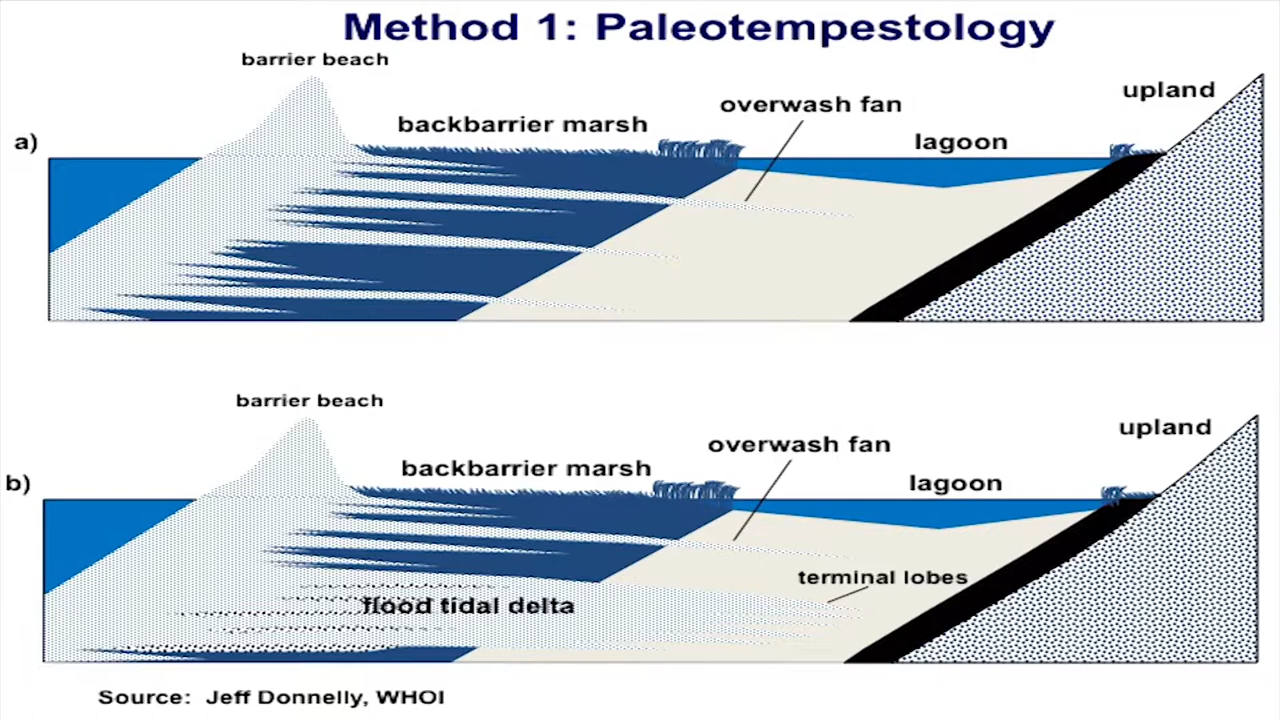 Method 1: Paleotempestology
barrier beach
overwash fan
upland
backbarrier marsh
lagoon
a)
barrier beach
upland
overwash fan
backbarrier marsh
lagoon
b)
terminal lobes
flood tidal delta
Source: Jeff Donnelly, WHOI